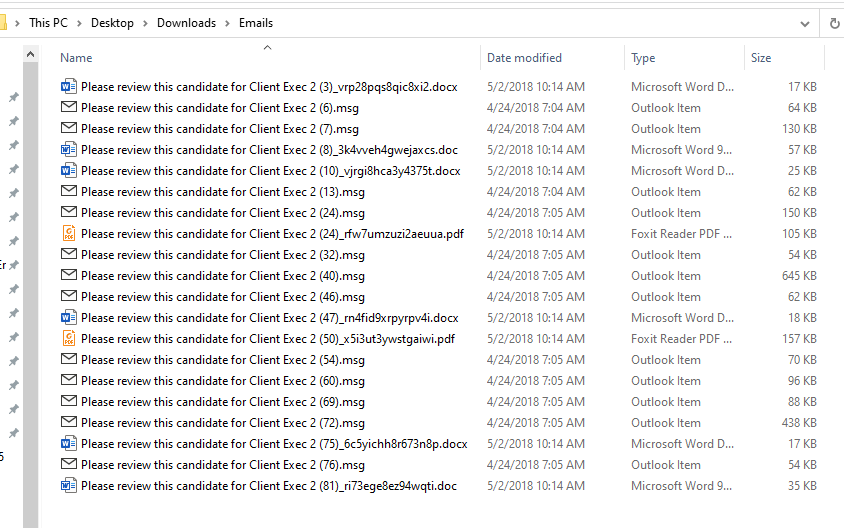 This PC > Desktop > Downloads > Emails
Name Date modified Type Size
Please review this candidate for Client Exec 2 (3)_vrp28pqs8qic8xi2.docx 5/2/2018 10:14 AM Microsoft Word D... 17 KB
Please review this candidate for Client Exec 2 (6).msg 4/24/2018 7:04 AM Outlook Item 64 KB
Please review this candidate for Client Exec 2 (7).msg 4/24/2018 7:04 AM Outlook Item 130 KB
Please review this candidate for Client Exec 2 (8)_3k4vveh4gwejaxcs.doc 5/2/2018 10:14 AM Microsoft Word 9... 57 KB
Please review this candidate for Client Exec 2 (10)_vjrgi8hca3y4375t.docx 5/2/2018 10:14 AM Microsoft Word D... 25 KB
Please review this candidate for Client Exec 2 (13).msg 4/24/2018 7:04 AM Outlook Item 62 KB
Please review this candidate for Client Exec 2 (24).msg 4/24/2018 7:05 AM Outlook Item 150 KB
Please review this candidate for Client Exec 2 (24)_rfw7umzuzi2aeuua.pdf 5/2/2018 10:14 AM Foxit Reader PDF ... 105 KB
Er
Please review this candidate for Client Exec 2 (32).msg 4/24/2018 7:05 AM Outlook Item 54 KB
Please review this candidate for Client Exec 2 (40).msg 4/24/2018 7:05 AM Outlook Item 645 KB
Please review this candidate for Client Exec 2 (46).msg 4/24/2018 7:05 AM Outlook Item 62 KB
Please review this candidate for Client Exec 2 (47)_rn4fid9xrpyrpv4i.docx 5/2/2018 10:14 AM Microsoft Word D... 18 KB
Please review this candidate for Client Exec 2 (50)_x5i3ut3ywstgaiwi.pdf 5/2/2018 10:14 AM Foxit Reader PDF ... 157 KB
Please review this candidate for Client Exec 2 (54).msg 4/24/2018 7:05 AM Outlook Item 70 KB
Please review this candidate for Client Exec 2 (60).msg 4/24/2018 7:05 AM Outlook Item 96 KB
Please review this candidate for Client Exec 2 (69).msg 4/24/2018 7:05 AM Outlook Item 88 KB
Please review this candidate for Client Exec 2 (72).msg 4/24/2018 7:05 AM Outlook Item 438 KB
Please review this candidate for Client Exec 2 (75)_6c5yichh8r673n8p.docx 5/2/2018 10:14 AM Microsoft Word D... 17 KB
5
Please review this candidate for Client Exec 2 (76).msg 4/24/2018 7:05 AM Outlook Item 54 KB
Please review this candidate for Client Exec 2 (81)_ri73ege8ez94wqti.doc 5/2/2018 10:14 AM Microsoft Word 9... 35 KB